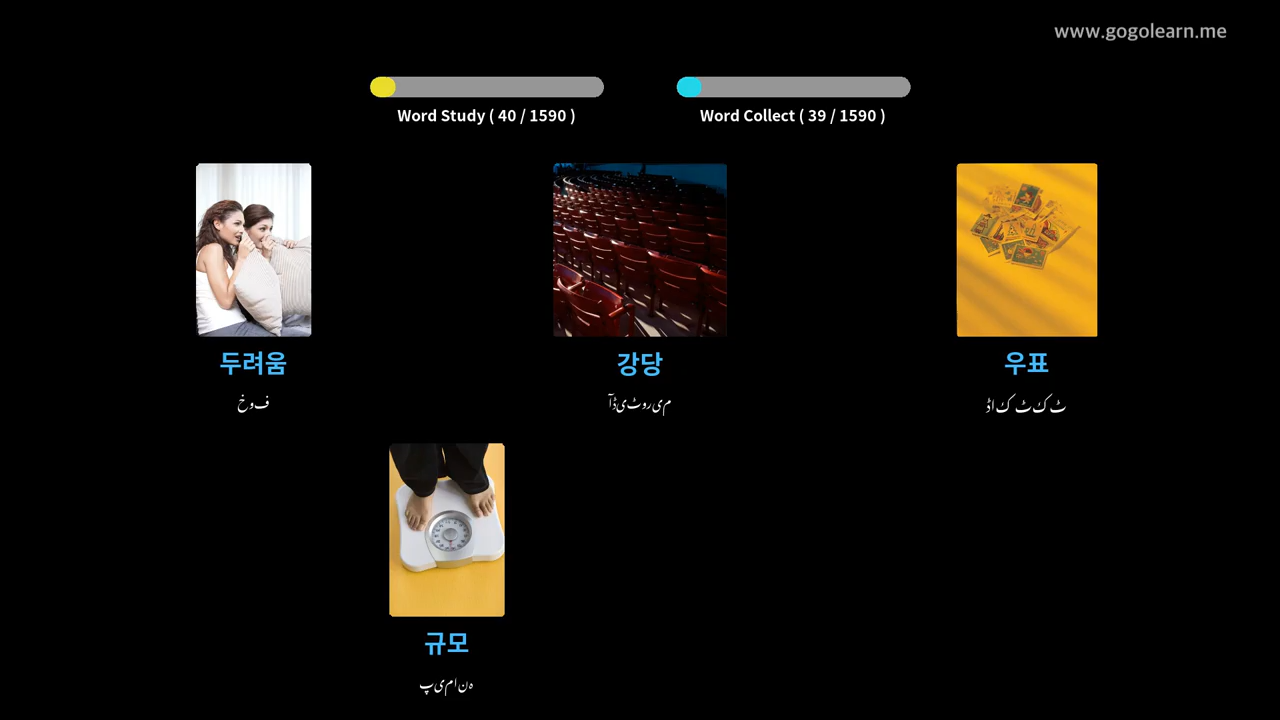 www.gogolearn.me
Word Study ( 40 / 1590 )
Word Collect ( 39 / 1590 )
두려움
خوف
강당
آڈیٹوریم
우표
ڈاک ٹکٹ
규모
پیمانہ